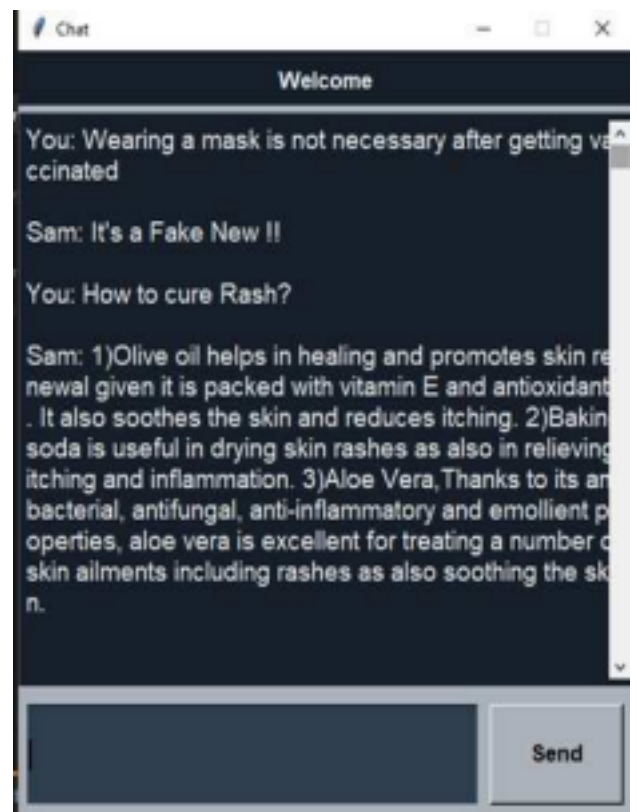 Chat
Welcome
You: Wearing a mask is not necessary after getting va
ccinated
Sam: It's a Fake New !!
You: How to cure Rash?
Sam: 1)Olive oil helps in healing and promotes skin re
newal given it is packed with vitamin E and antioxidant
. It also soothes the skin and reduces itching. 2)Bakin
soda is useful in drying skin rashes as also in relieving
itching and inflammation. 3)Aloe Vera,Thanks to its an
bacterial, antifungal, anti-inflammatory and emollient p
operties, aloe vera is excellent for treating a number o
skin ailments including rashes as also soothing the sk
n.
Send